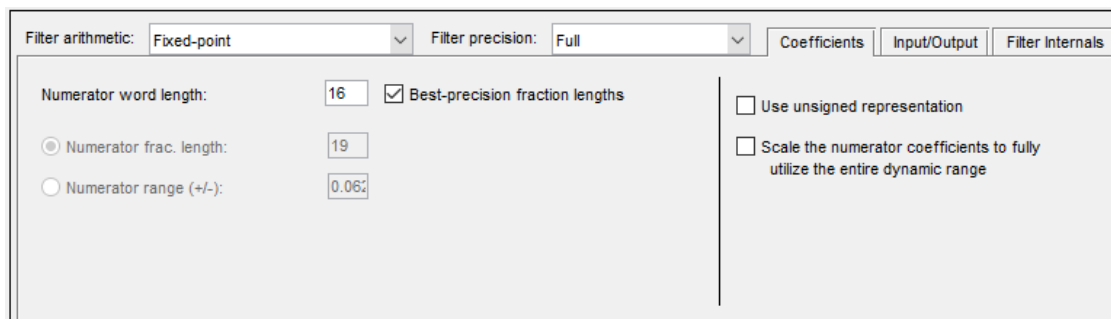 Filter arithmetic: Fixed-point Filter precision: Full Coefficients Input/Output Filter Internals
Numerator word length: 16 Best-precision fraction lengths
Use unsigned representation
Numerator frac. length: 19
Scale the numerator coefficients to fully
utilize the entire dynamic range
Numerator range (+/-): 0.062